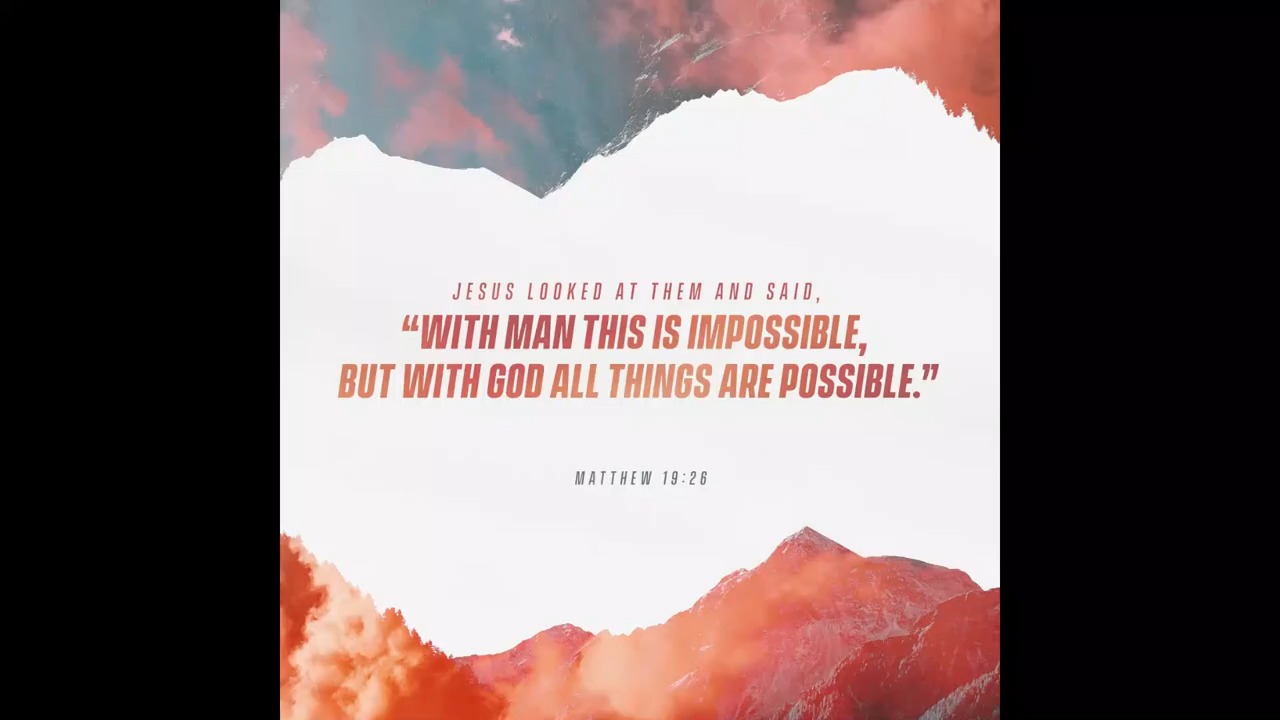 JESUS LOOKED AT THEM AND SAID,
“WITH MAN THIS IS IMPOSSIBLE,
BUT WITH GOD ALL THINGS ARE POSSIBLE.”
MATTHEW 19:26